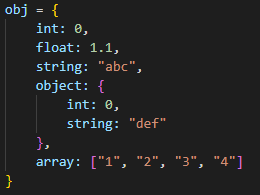 obj = {
    int: 0,
    float: 1.1,
    string: "abc",
    object: {
        int: 0,
        string: "def"
    },
    array: ["1", "2", "3", "4"]
}